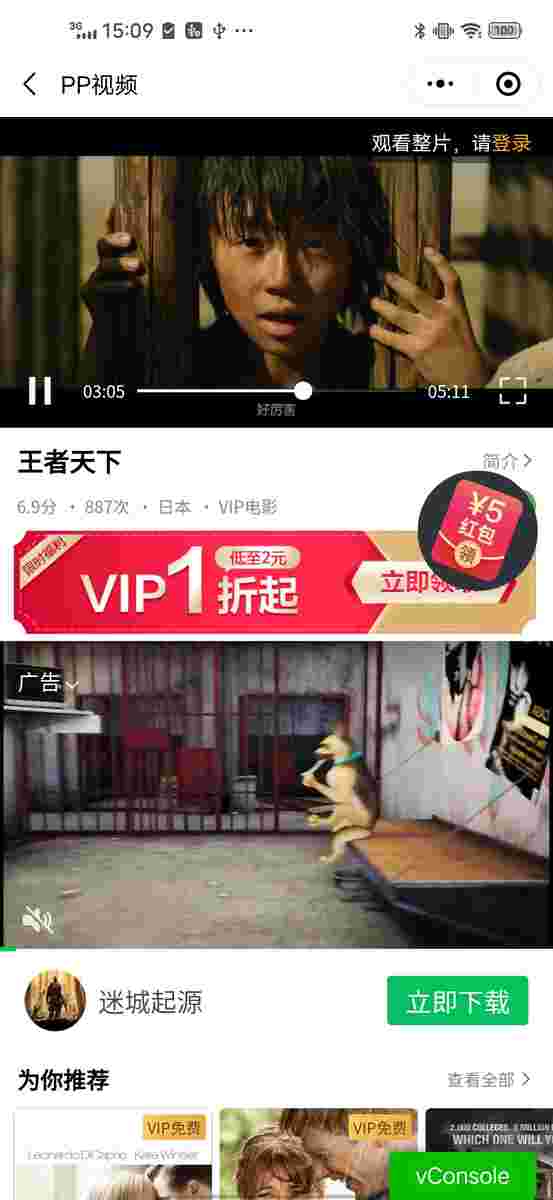 3G 15:09 100
PP视频
观看整片，请登录
03:05 05:11
好厉害
王者天下 简介
6.9分 · 887次 · 日本 · VIP电影
¥5
红包
领
限时福利
VIP1折起
低至2元
立即领
广告
迷城起源 立即下载
为你推荐 查看全部
VIP免费 VIP免费
Leonardo DiCaprio Kate Winslet
2,000 COLLEGES. 8 MILLION
WHICH ONE WILL
vConsole